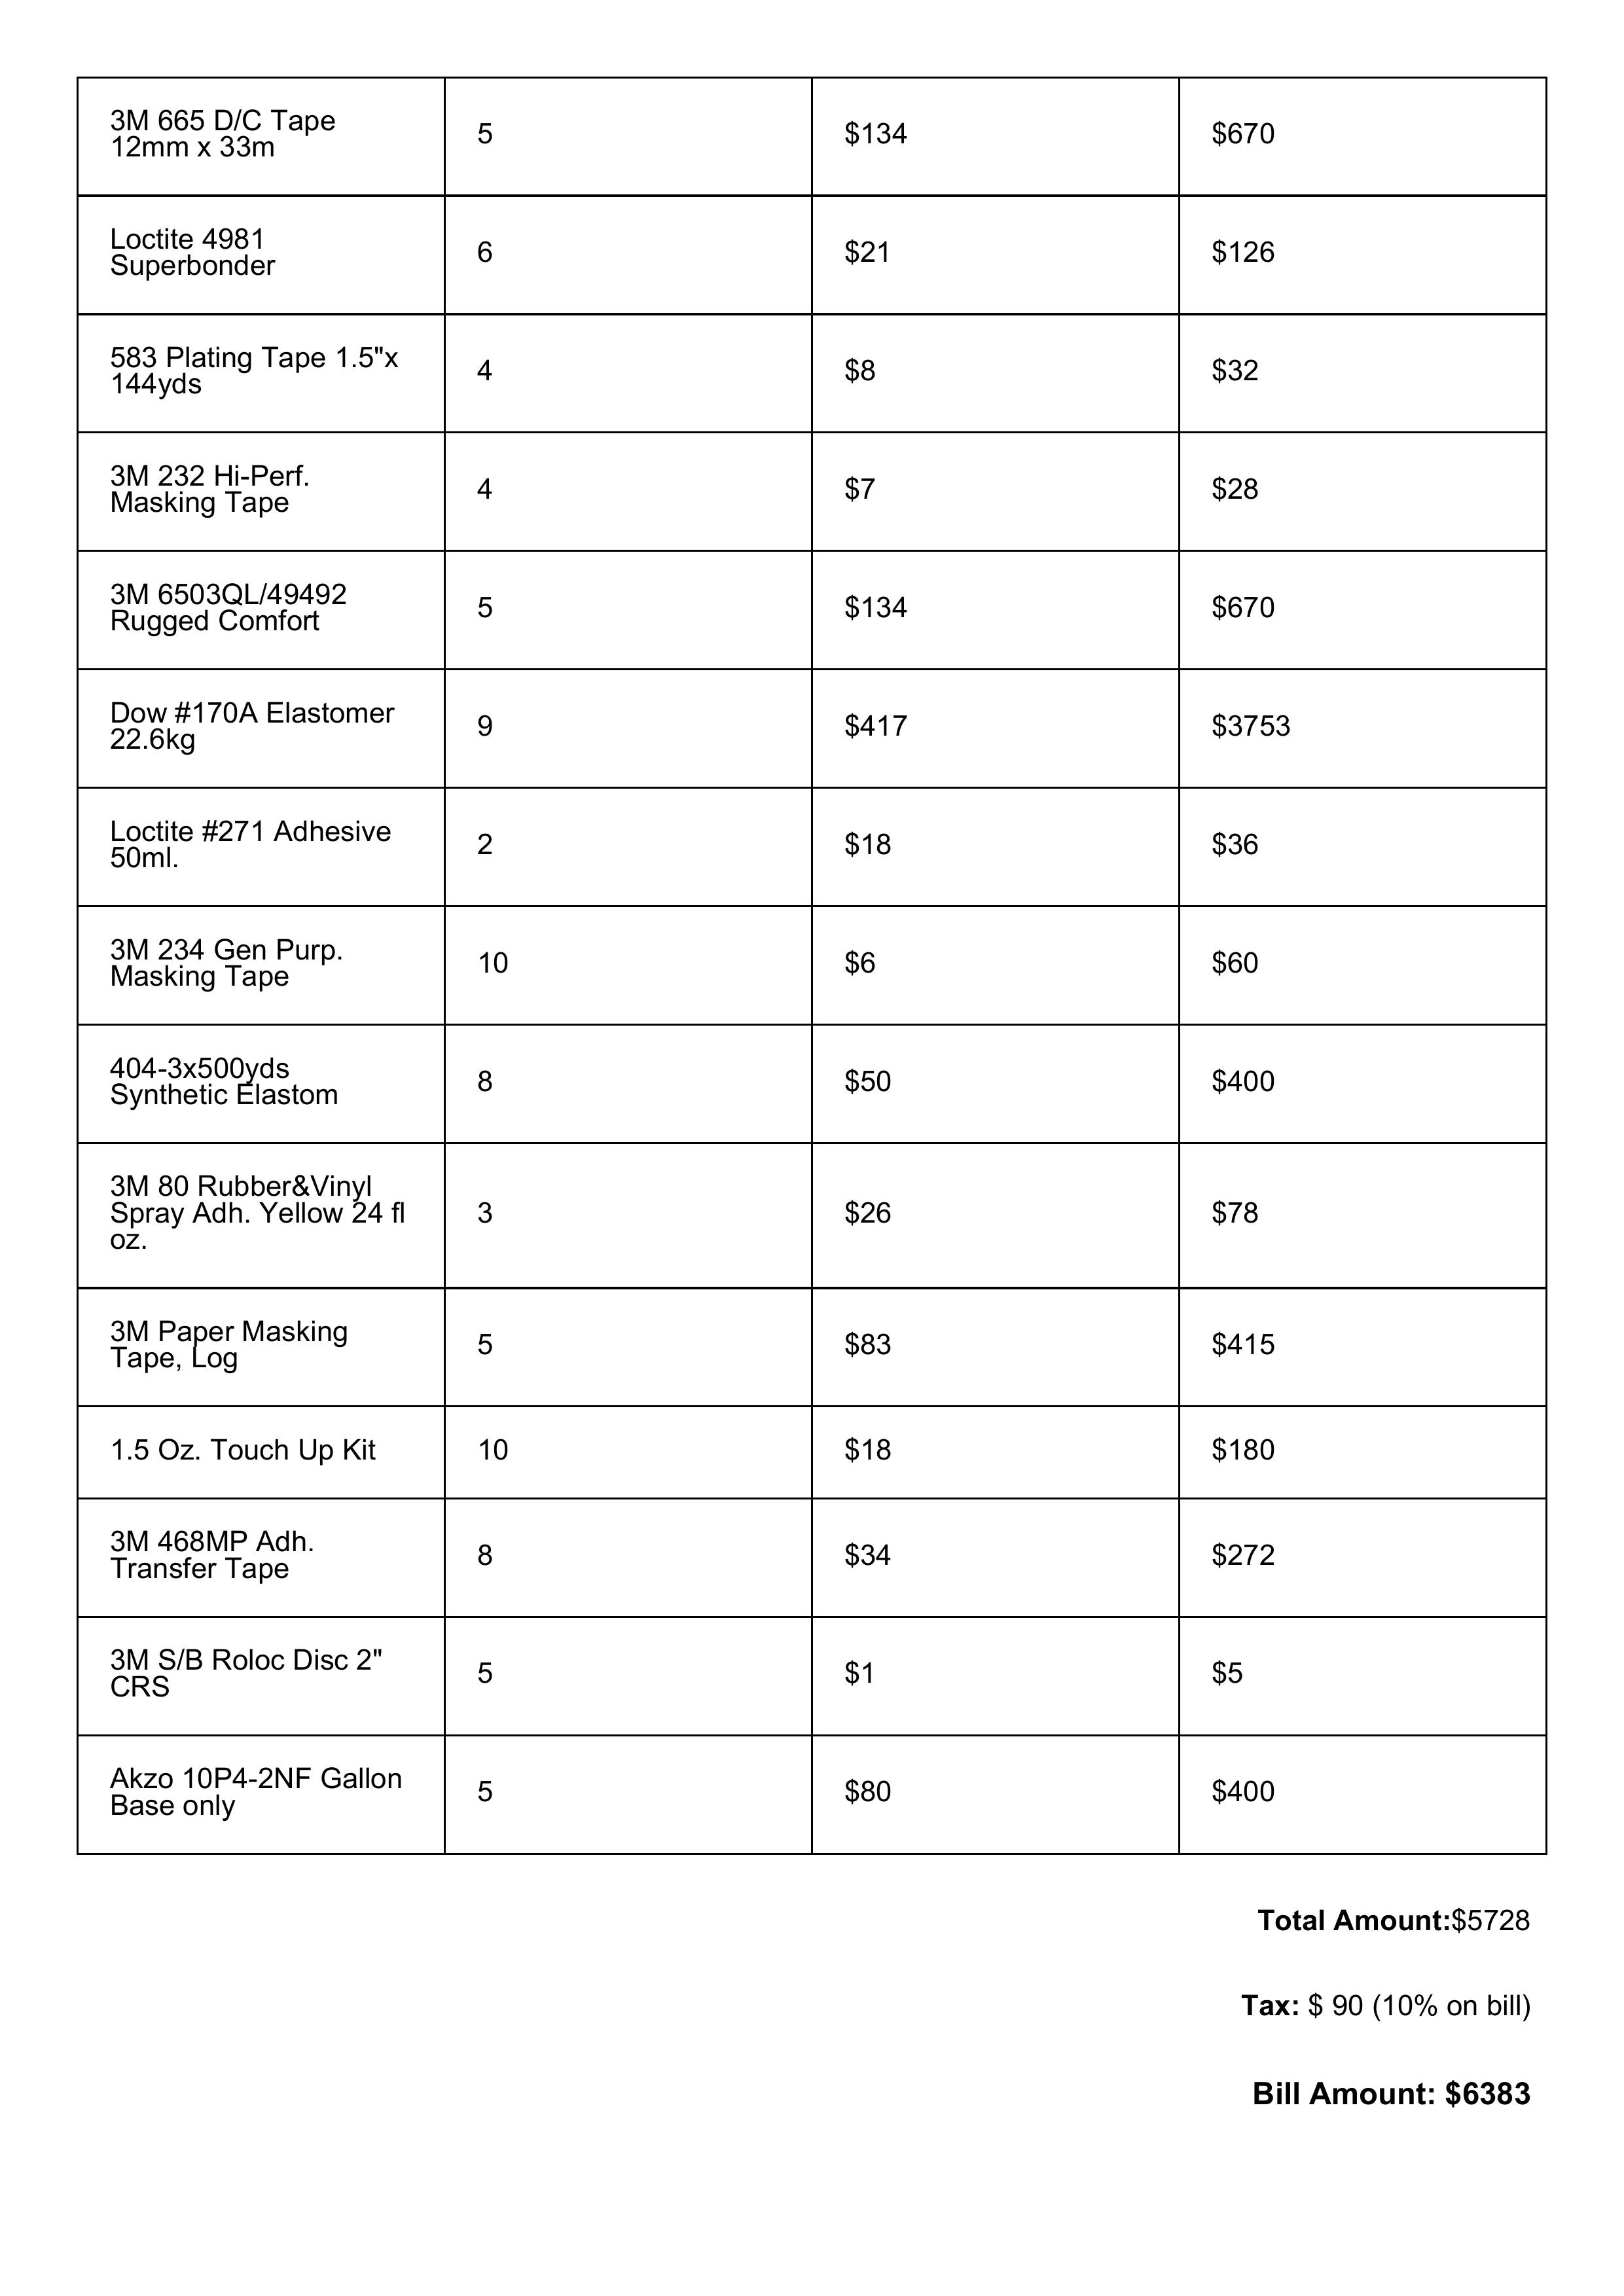 3M 665 D/C Tape
12mm x 33m
5
$134
$670
Loctite 4981
Superbonder
6
$21
$126
583 Plating Tape 1.5"x
144yds
4
$8
$32
3M 232 Hi-Perf.
Masking Tape
4
$7
$28
3M 6503QL/49492
Rugged Comfort
5
$134
$670
Dow #170A Elastomer
22.6kg
9
$417
$3753
Loctite #271 Adhesive
50ml.
2
$18
$36
3M 234 Gen Purp.
Masking Tape
10
$6
$60
404-3x500yds
Synthetic Elastom
8
$50
$400
3M 80 Rubber&Vinyl
Spray Adh. Yellow 24 fl
oz.
3
$26
$78
3M Paper Masking
Tape, Log
5
$83
$415
1.5 Oz. Touch Up Kit
10
$18
$180
3M 468MP Adh.
Transfer Tape
8
$34
$272
3M S/B Roloc Disc 2"
CRS
5
$1
$5
Akzo 10P4-2NF Gallon
Base only
5
$80
$400
Total Amount:$5728
Tax: $ 90 (10% on bill)
Bill Amount: $6383